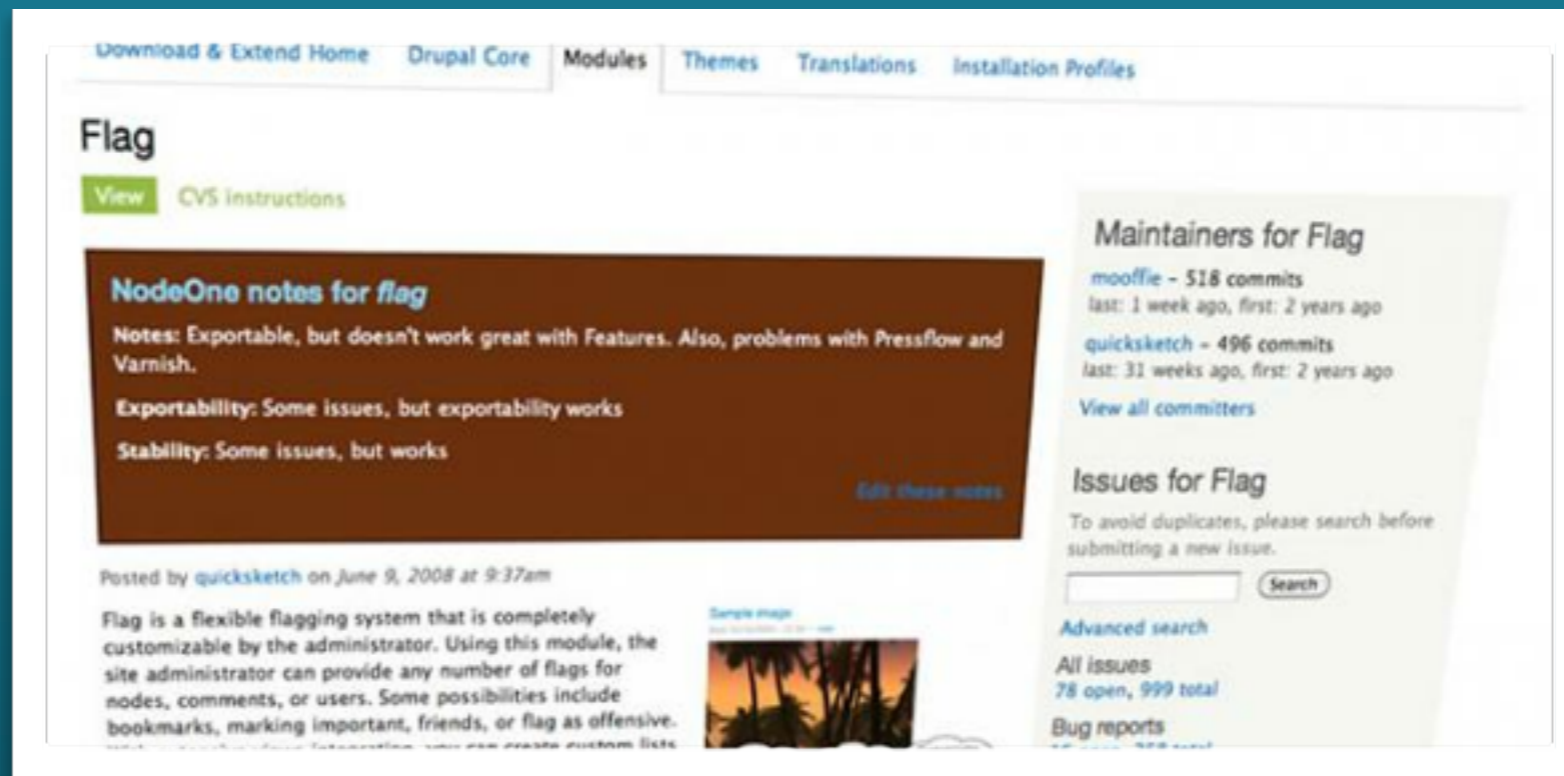 Download & Extend Home Drupal Core Modules Themes Translations Installation Profiles
Flag
View CVS instructions
NodeOne notes for flag
Notes: Exportable, but doesn't work great with Features. Also, problems with Pressflow and
Varnish.
Exportability: Some issues, but exportability works
Stability: Some issues, but works
Edit these notes
Posted by quicksketch on June 9, 2008 at 9:37am
Flag is a flexible flagging system that is completely
customizable by the administrator. Using this module, the
site administrator can provide any number of flags for
nodes, comments, or users. Some possibilities include
bookmarks, marking important, friends, or flag as offensive.
Sample image
Maintainers for Flag
mooffie – 518 commits
last: 1 week ago, first: 2 years ago
quicksketch – 496 commits
last: 31 weeks ago, first: 2 years ago
View all committers
Issues for Flag
To avoid duplicates, please search before
submitting a new issue.
Search
Advanced search
All issues
78 open, 999 total
Bug reports